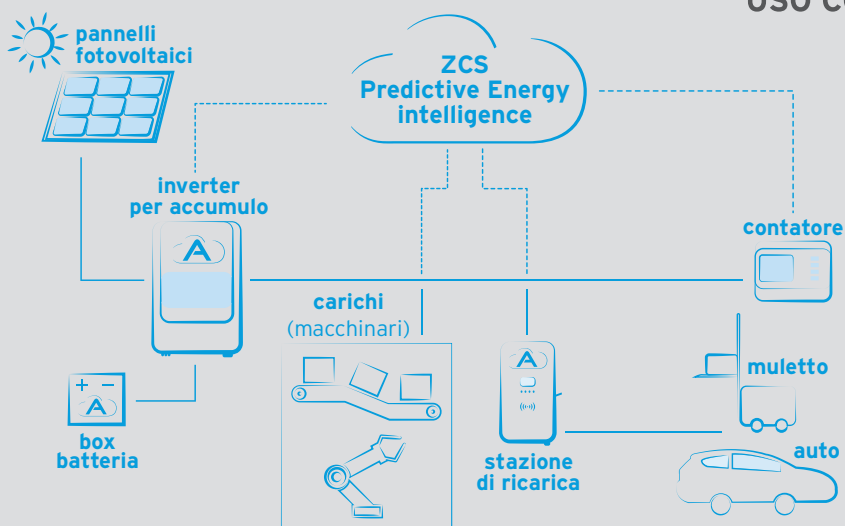 pannelli
fotovoltaici
ZCS
Predictive Energy
intelligence
inverter
per accumulo
contatore
carichi
(macchinari)
muletto
box
batteria
stazione
di ricarica
auto